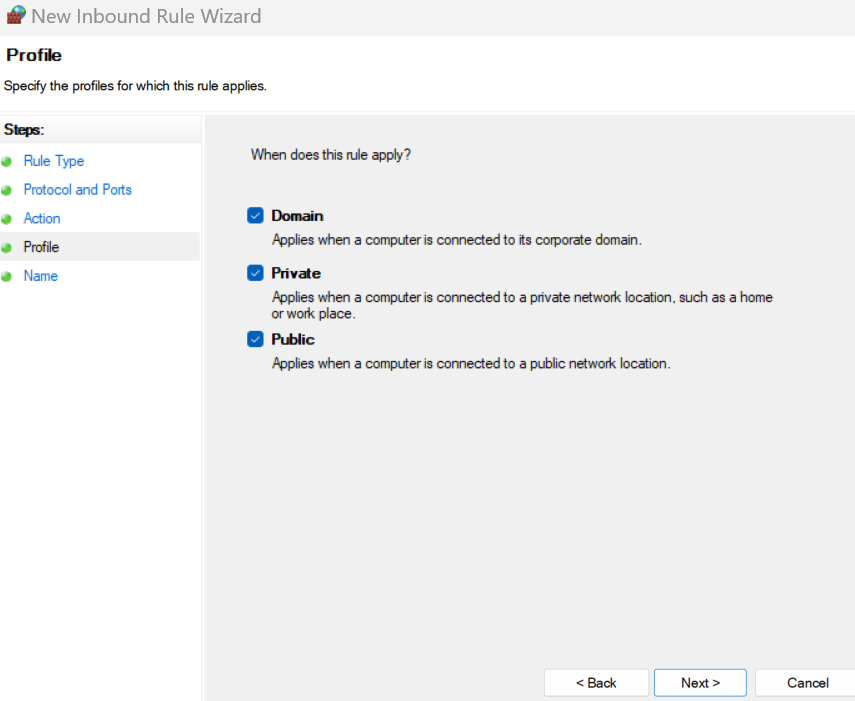 New Inbound Rule Wizard
Profile
Specify the profiles for which this rule applies.
Steps:
Rule Type
Protocol and Ports
Action
Profile
Name
When does this rule apply?
Domain
Applies when a computer is connected to its corporate domain.
Private
Applies when a computer is connected to a private network location, such as a home
or work place.
Public
Applies when a computer is connected to a public network location.
< Back
Next >
Cancel